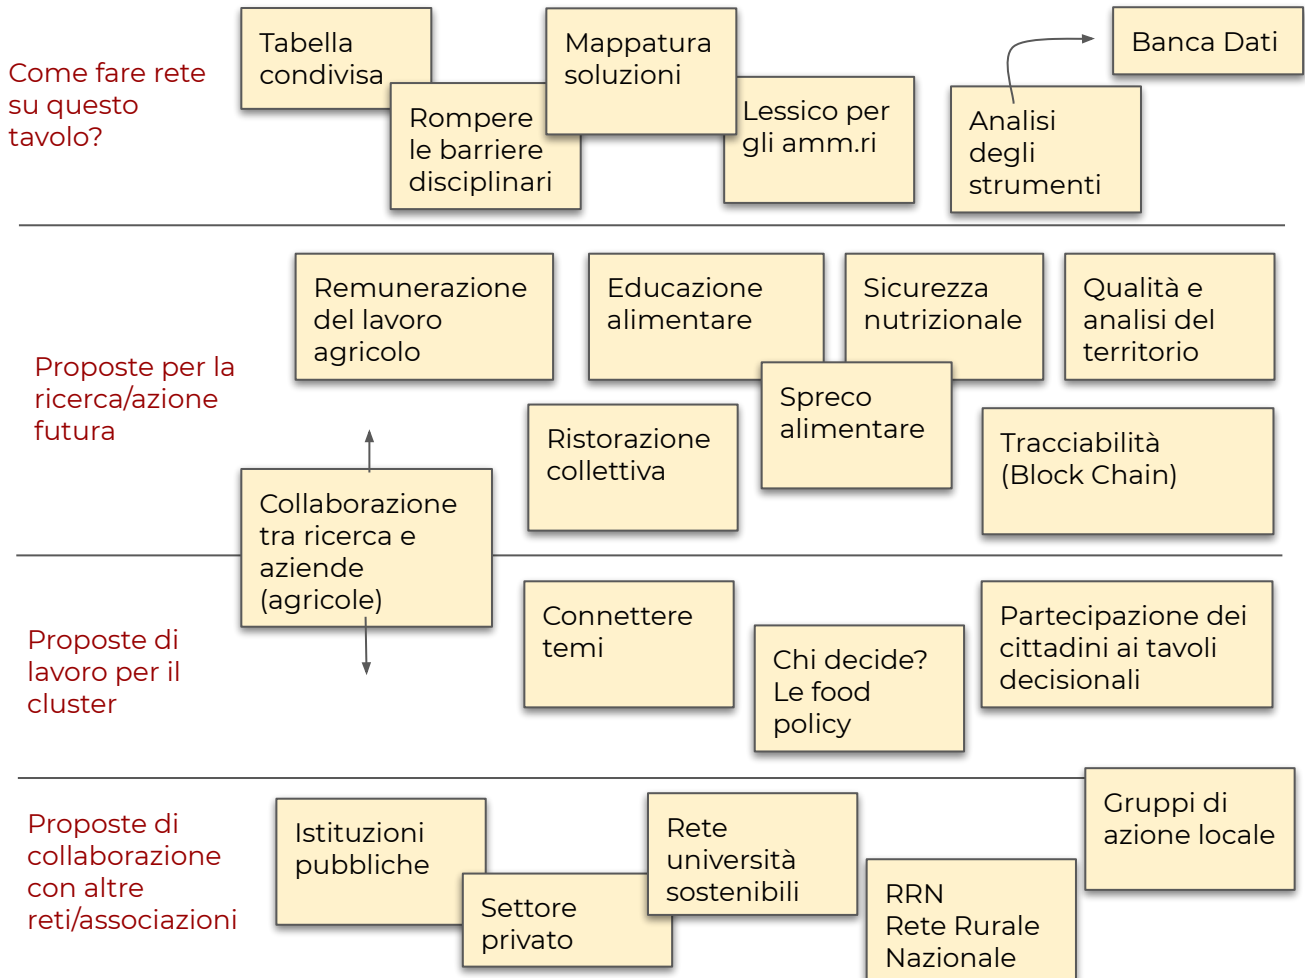 Come fare rete
su questo
tavolo?
Tabella
condivisa
Rompere
le barriere
disciplinari
Mappatura
soluzioni
Lessico per
gli amm.ri
Analisi
degli
strumenti
Banca Dati
Proposte per la
ricerca/azione
futura
Remunerazione
del lavoro
agricolo
Educazione
alimentare
Sicurezza
nutrizionale
Qualità e
analisi del
territorio
Ristorazione
collettiva
Spreco
alimentare
Tracciabilità
(Block Chain)
Collaborazione
tra ricerca e
aziende
(agricole)
Proposte di
lavoro per il
cluster
Connettere
temi
Chi decide?
Le food
policy
Partecipazione dei
cittadini ai tavoli
decisionali
Proposte di
collaborazione
con altre
reti/associazioni
Istituzioni
pubbliche
Settore
privato
Rete
università
sostenibili
RRN
Rete Rurale
Nazionale
Gruppi di
azione locale